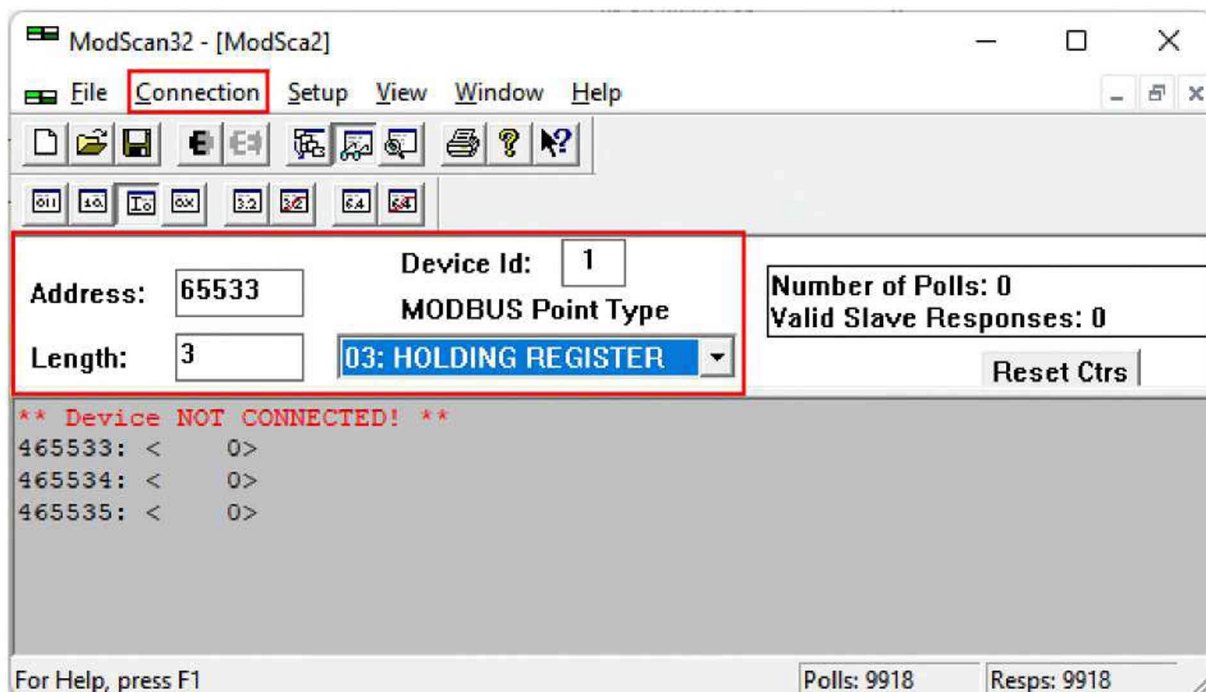 ModScan32 - [ModSca2]
File Connection Setup View Window Help
Device Id: 1
Address: 65533
MODBUS Point Type
Length: 3
03: HOLDING REGISTER
Number of Polls: 0
Valid Slave Responses: 0
Reset Ctrs
** Device NOT CONNECTED! **
465533: <     0>
465534: <     0>
465535: <     0>
For Help, press F1
Polls: 9918
Resps: 9918